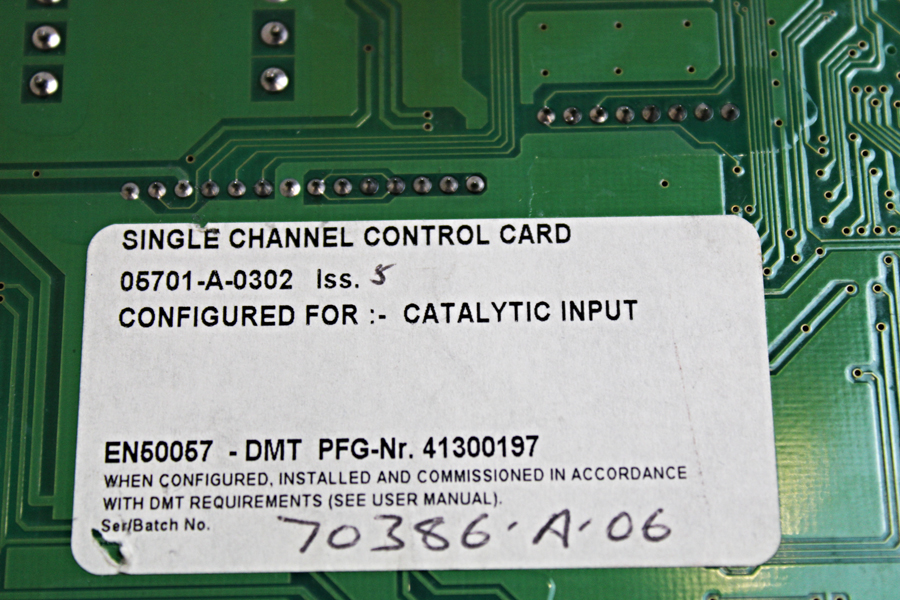 SINGLE CHANNEL CONTROL CARD
05701-A-0302 Iss. 5
CONFIGURED FOR :- CATALYTIC INPUT
EN50057 - DMT PFG-Nr. 41300197
WHEN CONFIGURED, INSTALLED AND COMMISSIONED IN ACCORDANCE
WITH DMT REQUIREMENTS (SEE USER MANUAL).
Ser/Batch No. 70386-A-06